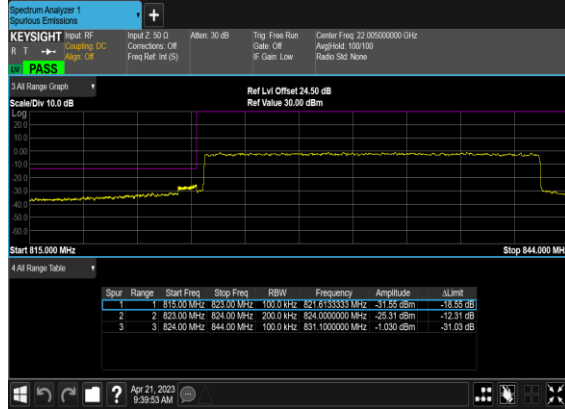 Spectrum Analyzer 1
Spurious Emissions
+
KEYSIGHT Input: RF Input Z: 50 Ω Atten: 30 dB Trig: Free Run Center Freq: 22.005000000 GHz
R T Coupling: DC Corrections: Off Gate: Off Avg|Hold: 100/100
Align: Off Freq Ref: Int (S) IF Gain: Low Radio Std: None
PASS
3 All Range Graph
Ref Lvl Offset 24.50 dB
Scale/Div 10.0 dB Ref Value 30.00 dBm
Log
20.0
10.0
0.00
-10.0
-20.0
-30.0
-40.0
-50.0
-60.0
Start 815.000 MHz Stop 844.000 MH
4 All Range Table
Spur Range Start Freq Stop Freq RBW Frequency Amplitude ΔLimit
1 1 815.00 MHz 823.00 MHz 100.0 kHz 821.6133333 MHz -31.55 dBm -18.55 dB
2 2 823.00 MHz 824.00 MHz 200.0 kHz 824.0000000 MHz -25.31 dBm -12.31 dB
3 3 824.00 MHz 844.00 MHz 100.0 kHz 831.1000000 MHz -1.030 dBm -31.03 dB
? Apr 21, 2023
9:39:53 AM